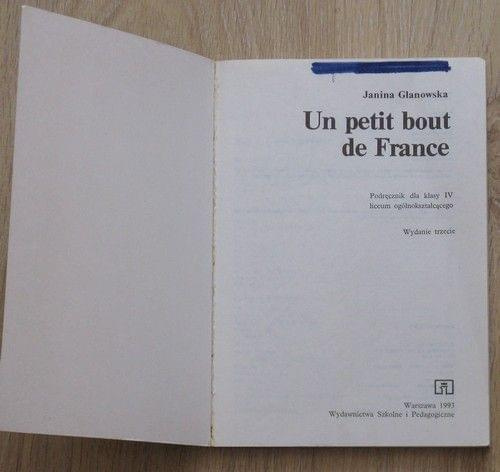 Janina Glanowska
Un petit bout
de France
Podręcznik dla klasy IV
liceum ogólnokształcącego
Wydanie trzecie
Warszawa 1993
Wydawnictwa Szkolne i Pedagogiczne